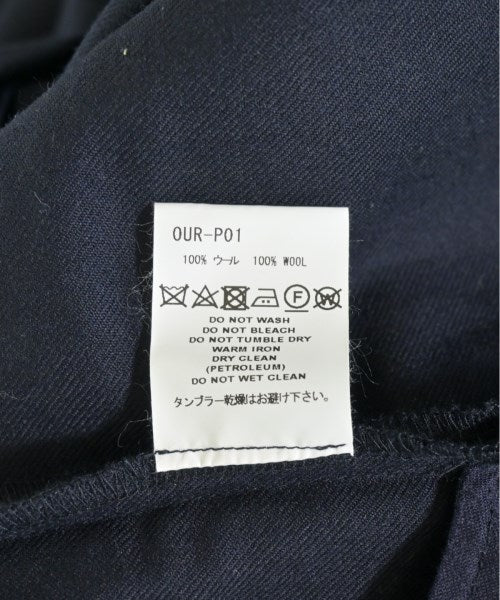 OUR-P01
100% ウール 100% WOOL
F W
DO NOT WASH
DO NOT BLEACH
DO NOT TUMBLE DRY
WARM IRON
DRY CLEAN
(PETROLEUM)
DO NOT WET CLEAN
タンブラー乾燥はお避け下さい。